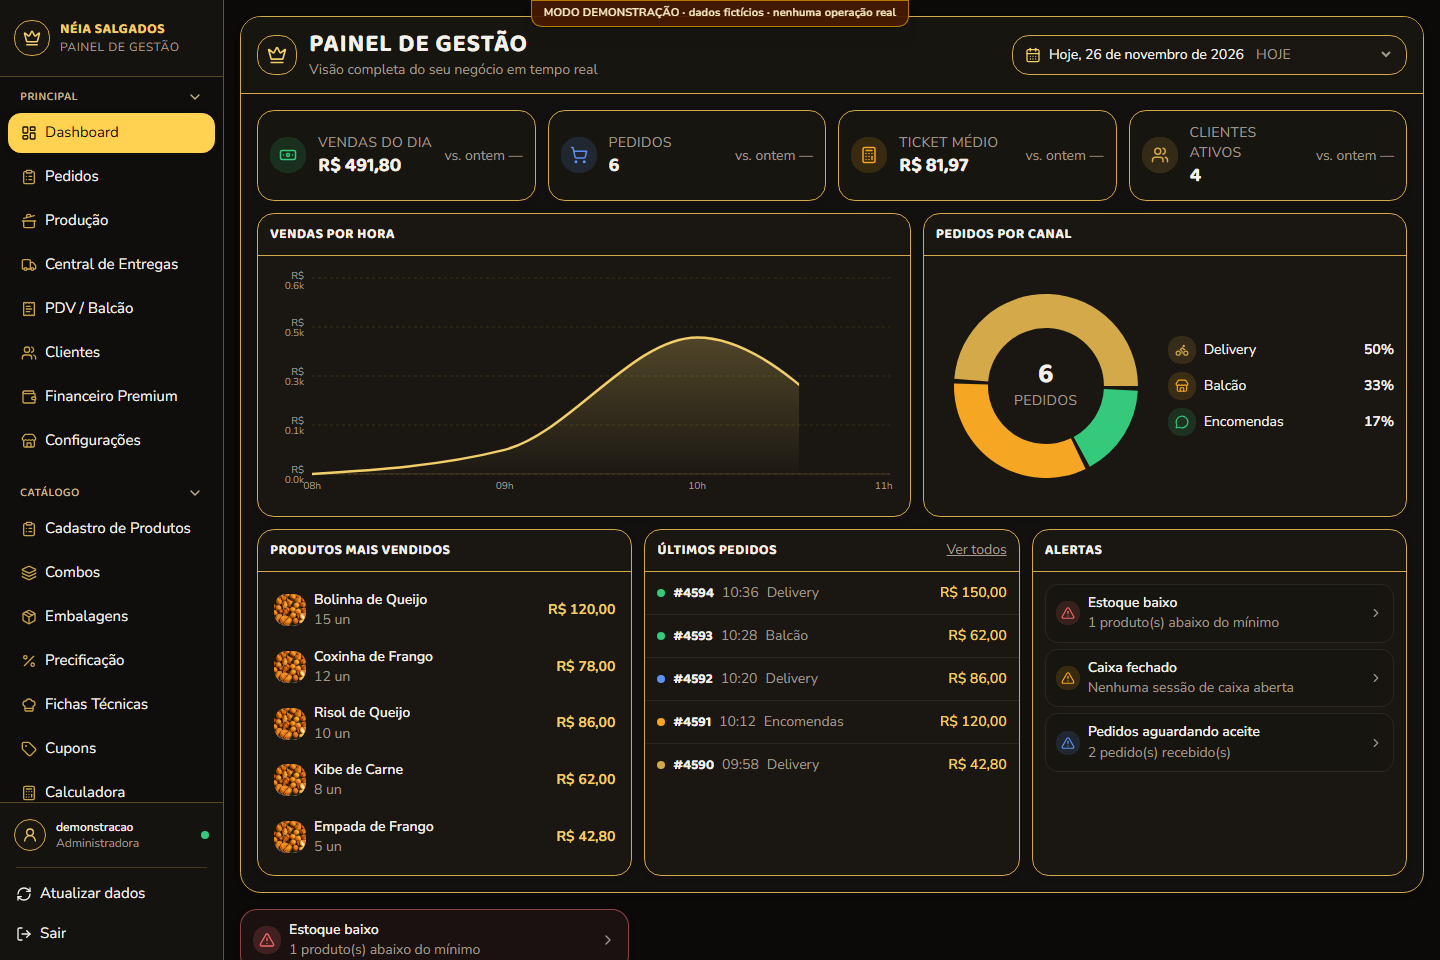 MODO DEMONSTRAÇÃO · dados fictícios · nenhuma operação real
NÉIA SALGADOS
PAINEL DE GESTÃO
PRINCIPAL
Dashboard
Pedidos
Produção
Central de Entregas
PDV / Balcão
Clientes
Financeiro Premium
Configurações
CATÁLOGO
Cadastro de Produtos
Combos
Embalagens
Precificação
Fichas Técnicas
Cupons
Calculadora
demonstracao
Administradora
Atualizar dados
Sair
PAINEL DE GESTÃO
Visão completa do seu negócio em tempo real
Hoje, 26 de novembro de 2026 HOJE
VENDAS DO DIA
R$ 491,80
vs. ontem —
PEDIDOS
6
vs. ontem —
TICKET MÉDIO
R$ 81,97
vs. ontem —
CLIENTES
ATIVOS
4
vs. ontem —
VENDAS POR HORA
R$
0.6k
R$
0.5k
R$
0.3k
R$
0.1k
R$
0.0k
08h
09h
10h
11h
PEDIDOS POR CANAL
6
PEDIDOS
Delivery 50%
Balcão 33%
Encomendas 17%
PRODUTOS MAIS VENDIDOS
Bolinha de Queijo
15 un
R$ 120,00
Coxinha de Frango
12 un
R$ 78,00
Risol de Queijo
10 un
R$ 86,00
Kibe de Carne
8 un
R$ 62,00
Empada de Frango
5 un
R$ 42,80
ÚLTIMOS PEDIDOS
Ver todos
#4594 10:36 Delivery R$ 150,00
#4593 10:28 Balcão R$ 62,00
#4592 10:20 Delivery R$ 86,00
#4591 10:12 Encomendas R$ 120,00
#4590 09:58 Delivery R$ 42,80
ALERTAS
Estoque baixo
1 produto(s) abaixo do mínimo
Caixa fechado
Nenhuma sessão de caixa aberta
Pedidos aguardando aceite
2 pedido(s) recebido(s)
Estoque baixo
1 produto(s) abaixo do mínimo